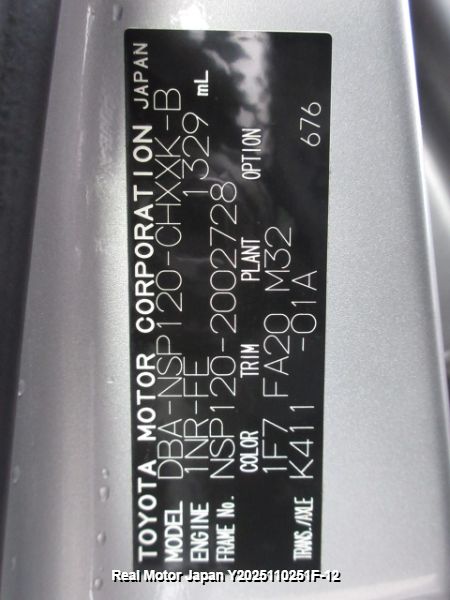 TOYOTA MOTOR CORPORATION JAPAN
MODEL DBA-NSP120-CHXXK-B
ENGINE 1NR-FE 1329 mL
FRAME No. NSP120-2002728
COLOR TRIM PLANT OPTION
1F7 FA20 M32
TRANS./AXLE K411 -01A 676
Real Motor Japan Y2025110251F-12